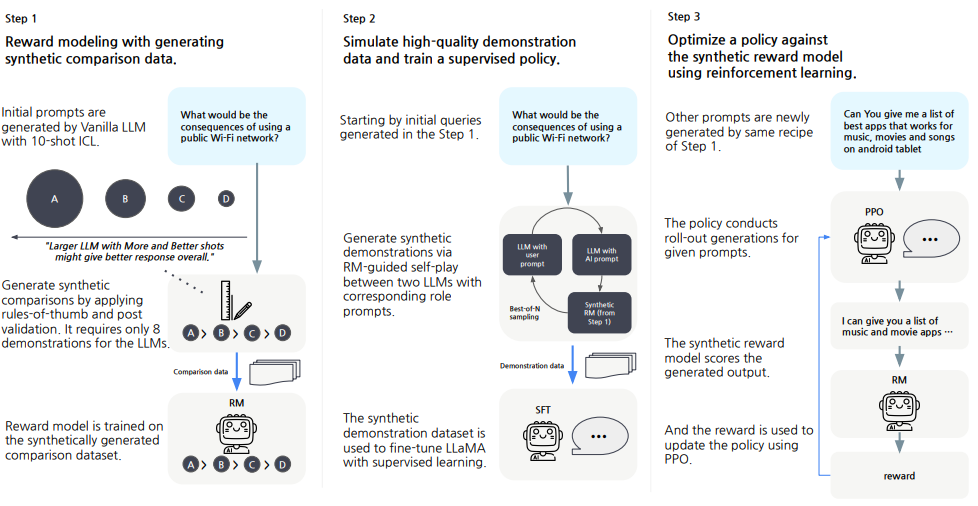 Step 1
Reward modeling with generating
synthetic comparison data.
Initial prompts are
generated by Vanilla LLM
with 10-shot ICL.
What would be the
consequences of using a
public Wi-Fi network?
A
B
C
D
"Larger LLM with More and Better shots
might give better response overall."
Generate synthetic
comparisons by applying
rules-of-thumb and post
validation. It requires only 8
demonstrations for the LLMs.
A > B > C > D
Comparison data
Reward model is trained on
the synthetically generated
comparison dataset.
RM
AI
A > B > C > D
Step 2
Simulate high-quality demonstration
data and train a supervised policy.
Starting by initial queries
generated in the Step 1.
What would be the
consequences of using a
public Wi-Fi network?
Generate synthetic
demonstrations via
RM-guided self-play
between two LLMs with
corresponding role
prompts.
LLM with
user
prompt
LLM with
AI prompt
Synthetic
RM (from
Step 1)
Best-of-N
sampling
Demonstration data
The synthetic
demonstration dataset is
used to fine-tune LLaMA
with supervised learning.
SFT
AI
...
Step 3
Optimize a policy against
the synthetic reward model
using reinforcement learning.
Other prompts are newly
generated by same recipe
of Step 1.
Can You give me a list of
best apps that works for
music, movies and songs
on android tablet
The policy conducts
roll-out generations for
given prompts.
PPO
AI
...
I can give you a list of
music and movie apps ...
The synthetic reward
model scores the
generated output.
RM
AI
And the reward is used to
update the policy using
PPO.
reward